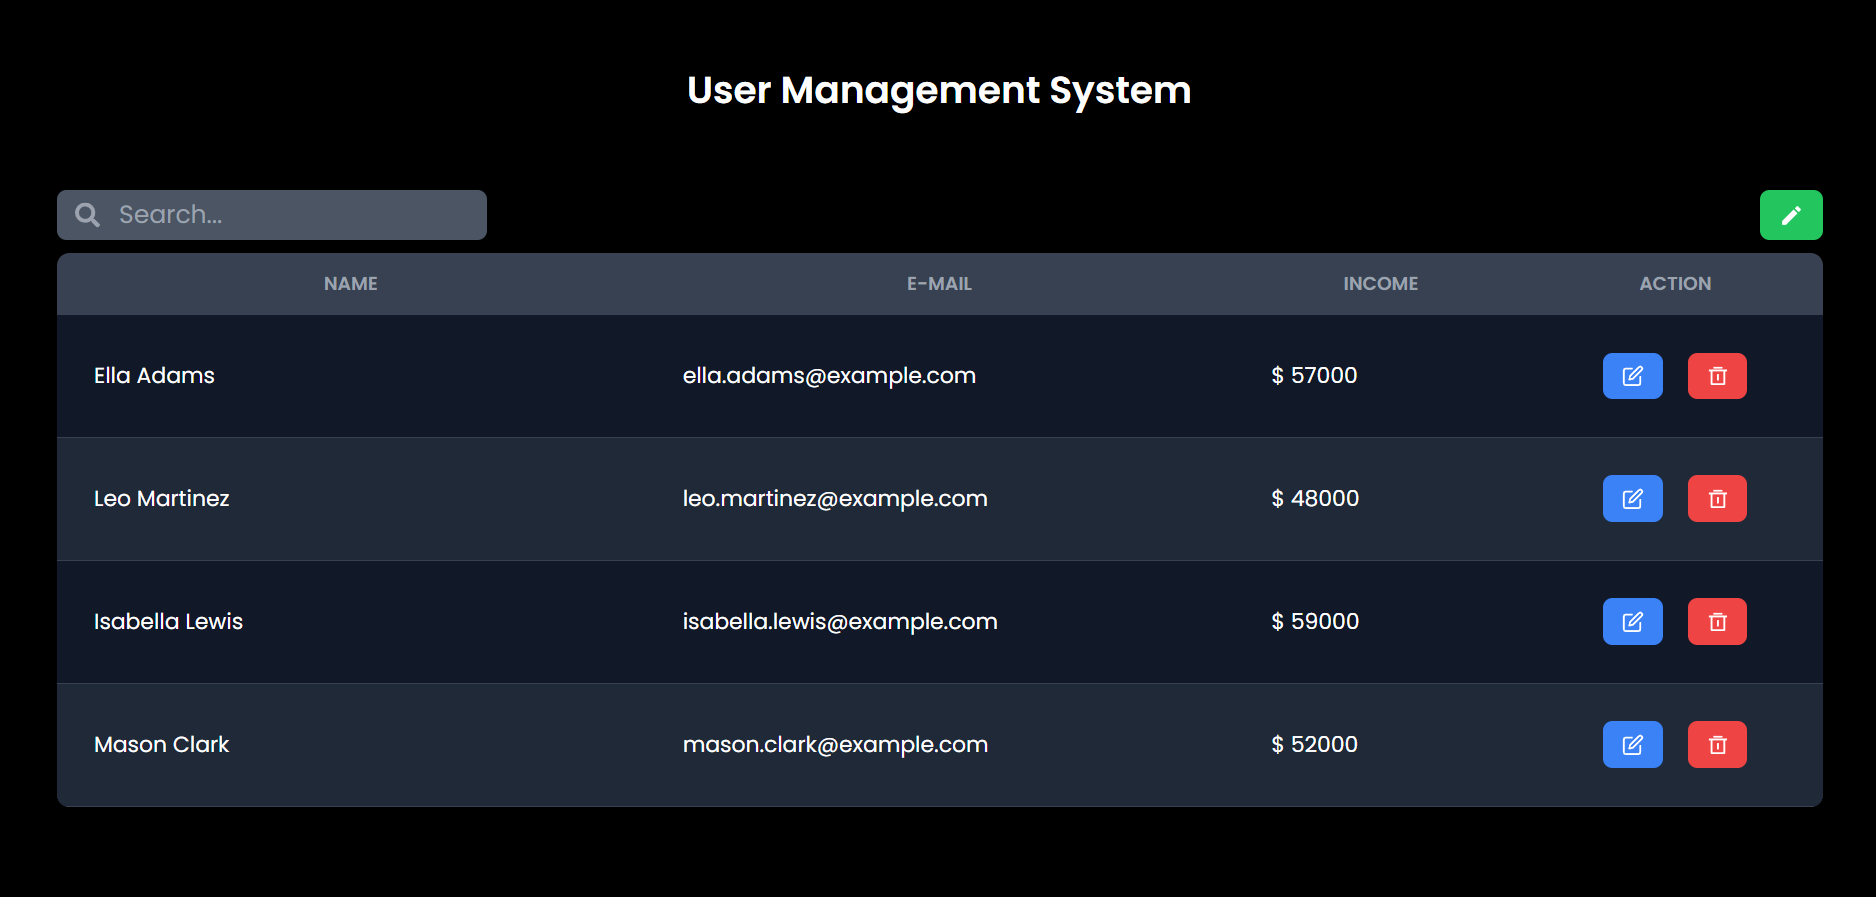 User Management System
Search...
NAME E-MAIL INCOME ACTION
Ella Adams ella.adams@example.com $ 57000
Leo Martinez leo.martinez@example.com $ 48000
Isabella Lewis isabella.lewis@example.com $ 59000
Mason Clark mason.clark@example.com $ 52000